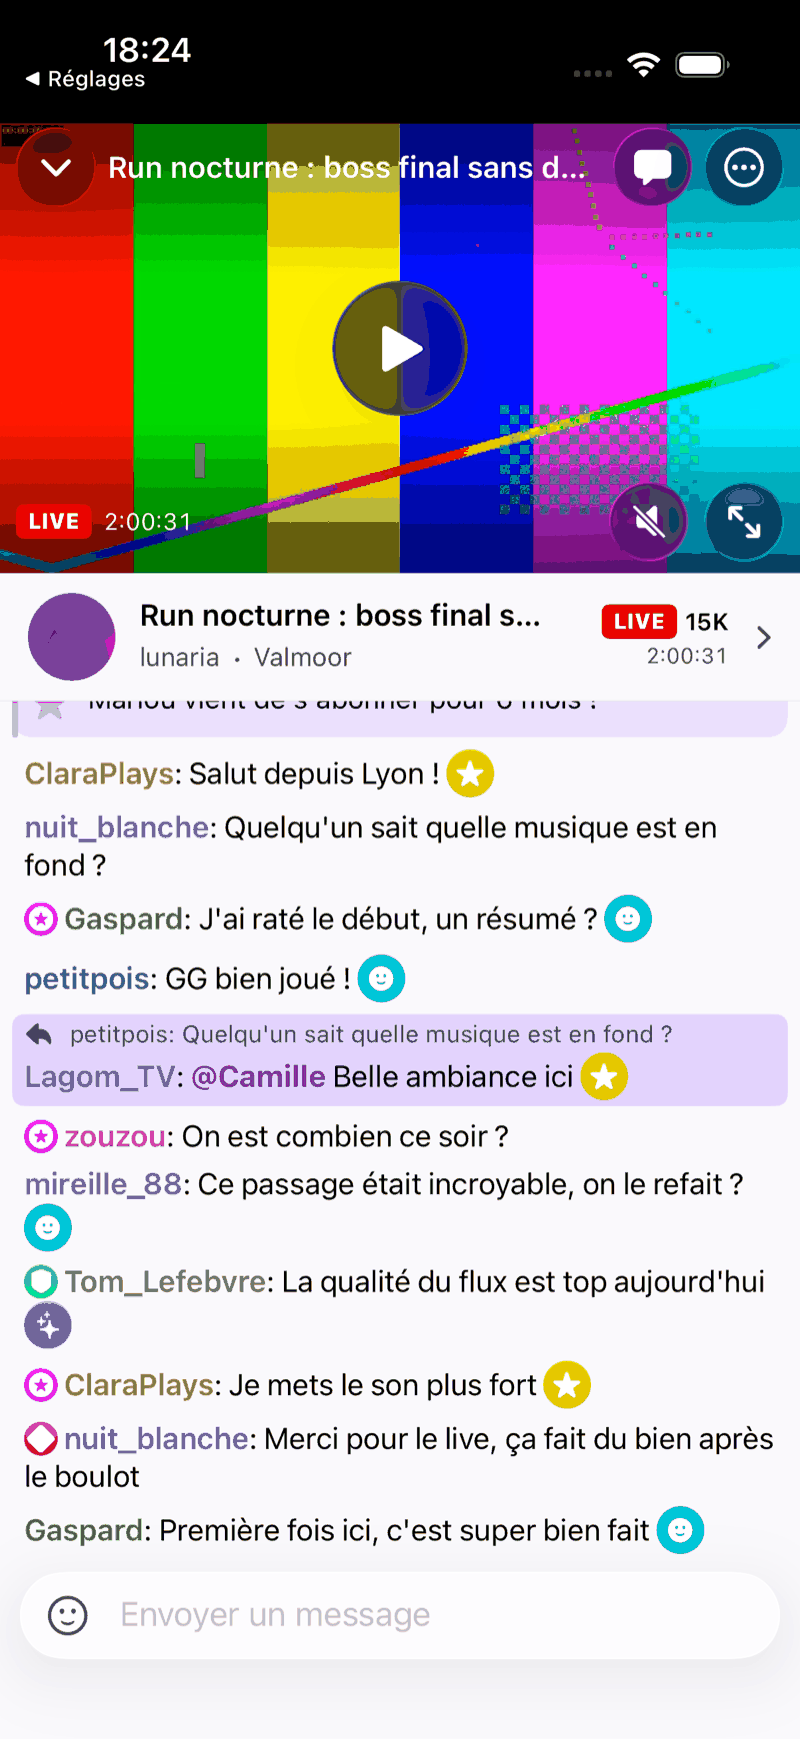 18:24
◀ Réglages
Run nocturne : boss final sans d...
LIVE 2:00:31
Run nocturne : boss final s...
LIVE 15K
lunaria • Valmoor
2:00:31
vient de s'abonner pour 6 mois !
ClaraPlays: Salut depuis Lyon !
nuit_blanche: Quelqu'un sait quelle musique est en
fond ?
Gaspard: J'ai raté le début, un résumé ?
petitpois: GG bien joué !
petitpois: Quelqu'un sait quelle musique est en fond ?
Lagom_TV: @Camille Belle ambiance ici
zouzou: On est combien ce soir ?
mireille_88: Ce passage était incroyable, on le refait ?
Tom_Lefebvre: La qualité du flux est top aujourd'hui
ClaraPlays: Je mets le son plus fort
nuit_blanche: Merci pour le live, ça fait du bien après
le boulot
Gaspard: Première fois ici, c'est super bien fait
Envoyer un message